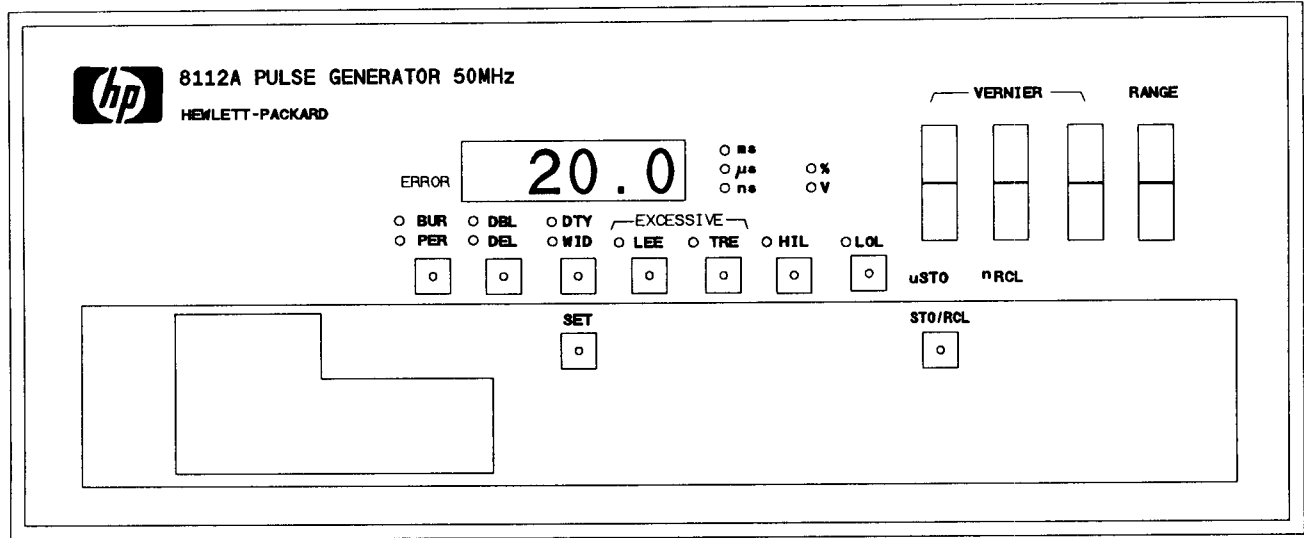 hp
8112A PULSE GENERATOR 50MHz
HEWLETT-PACKARD
VERNIER RANGE
ERROR 20.0
ms
µs %
ns V
BUR DBL DTY EXCESSIVE
PER DEL WID LEE TRE HIL LOL
uSTO nRCL
SET STO/RCL